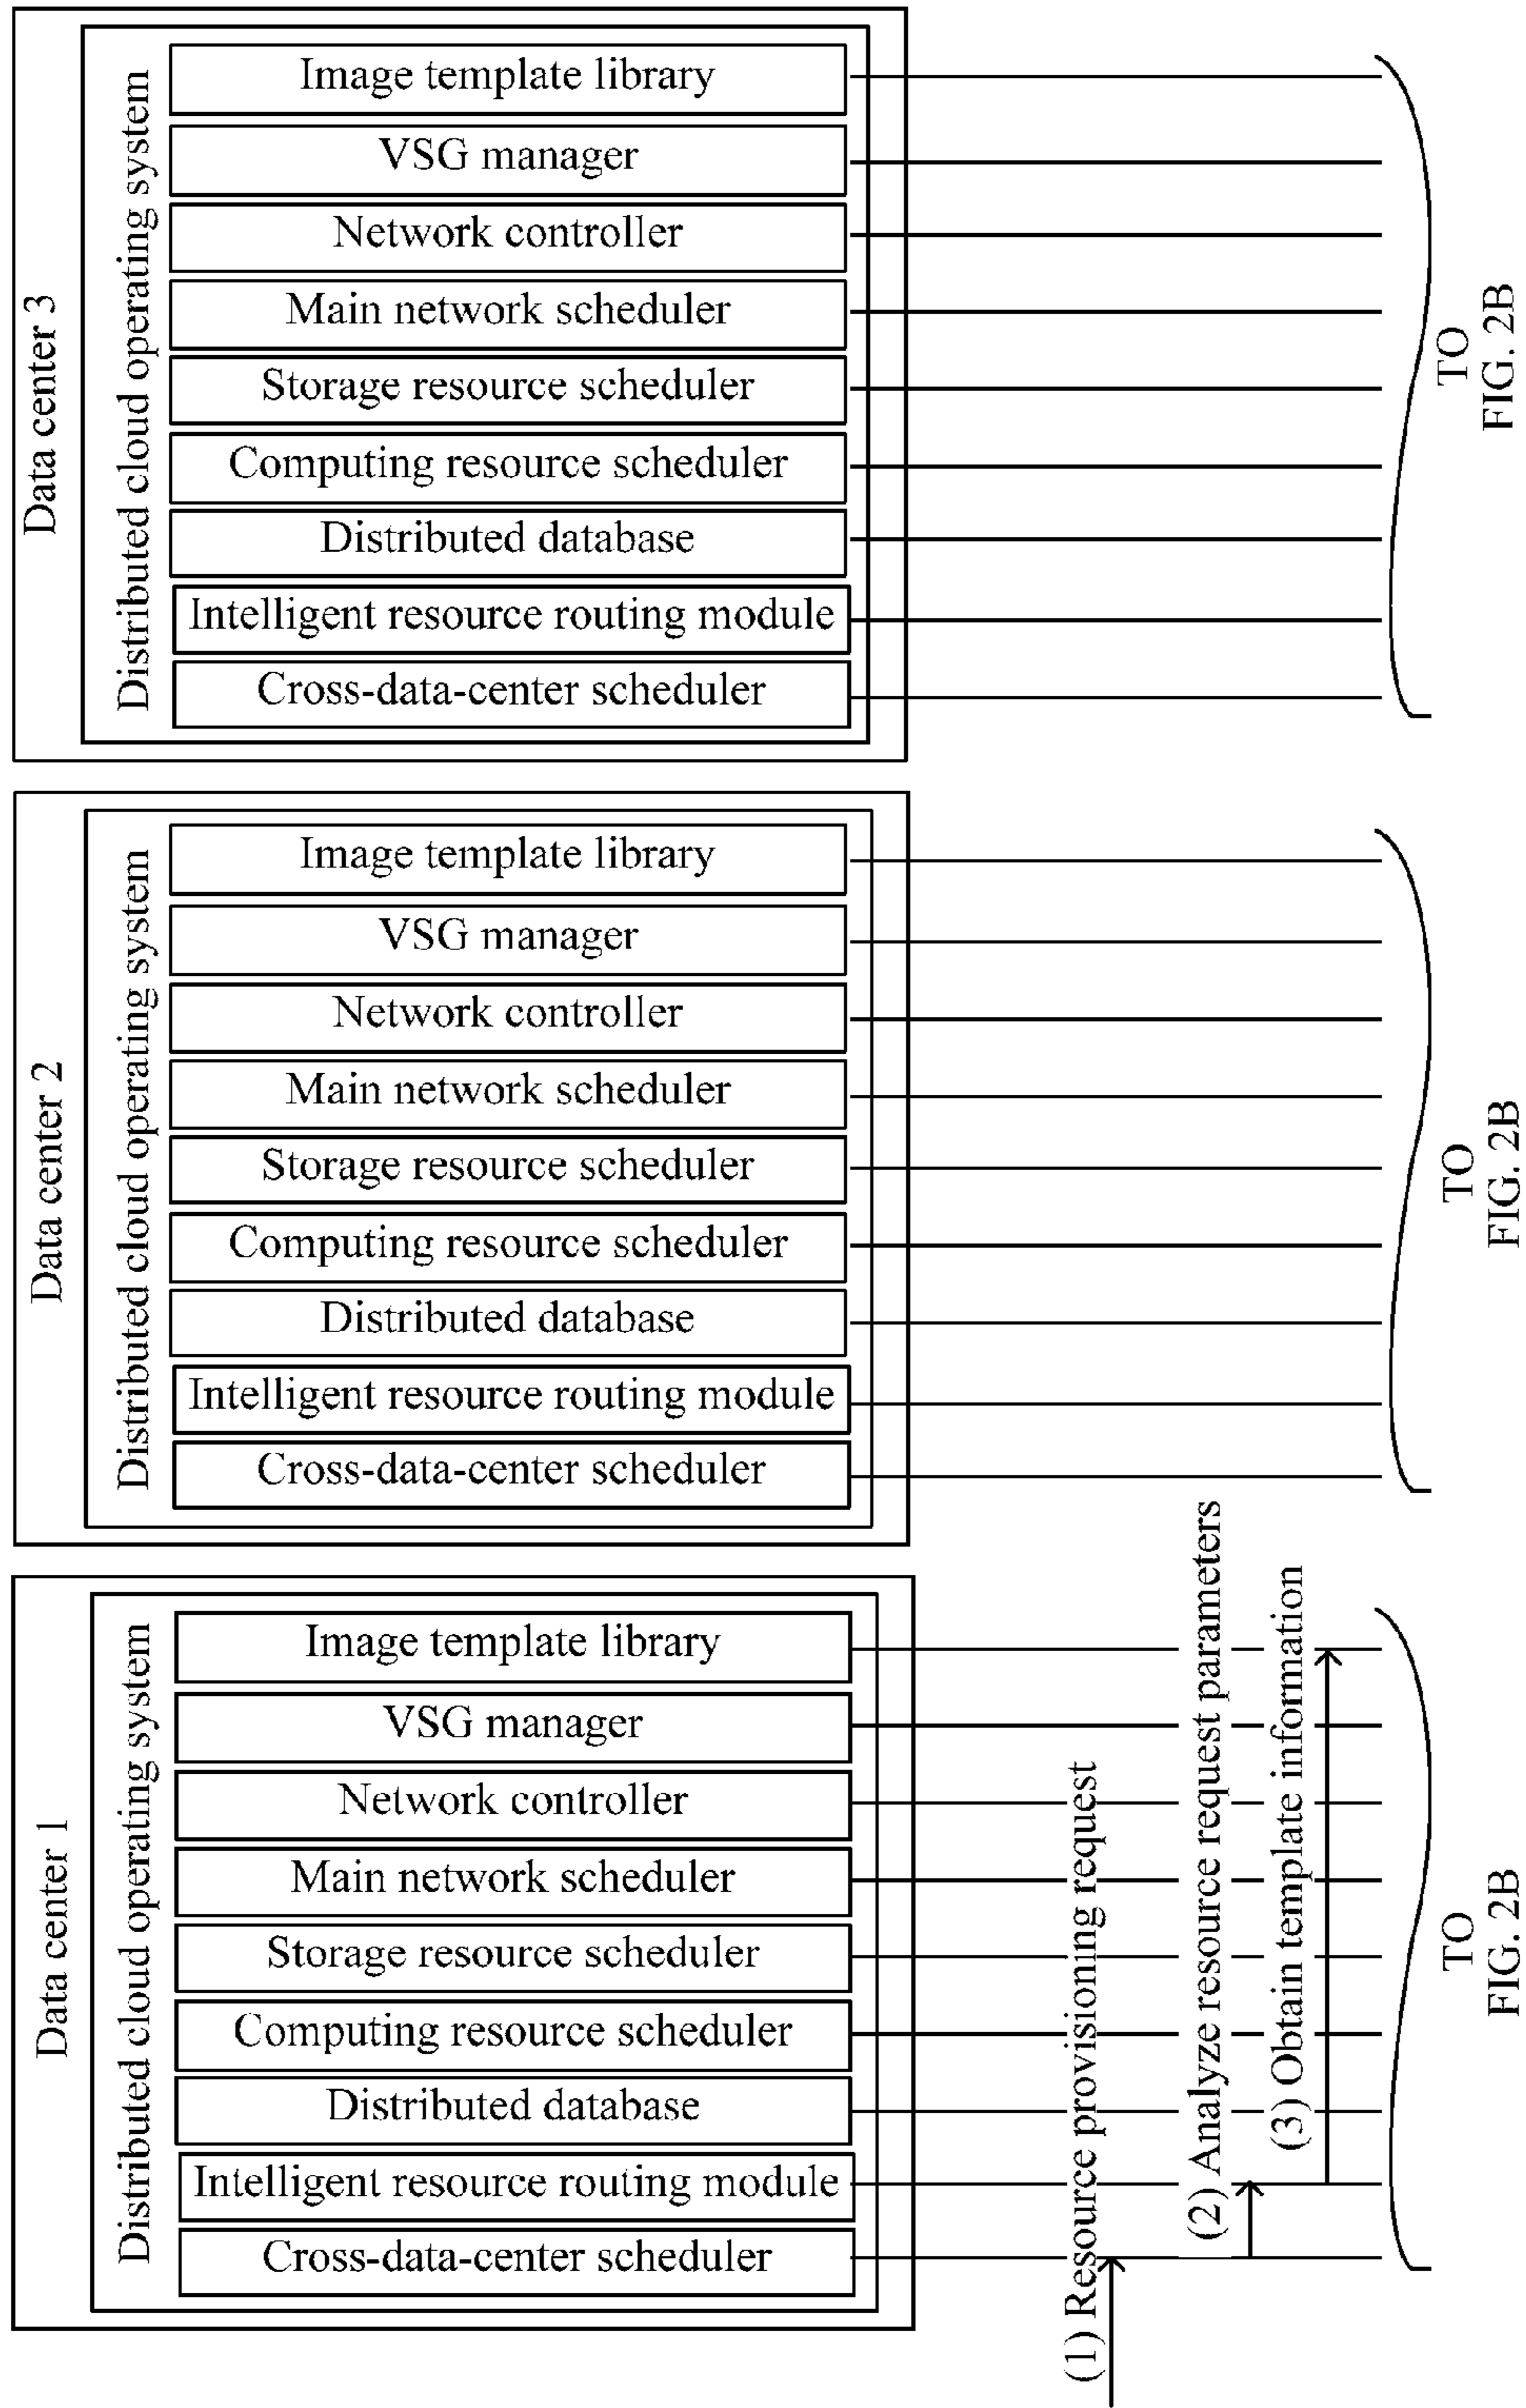 Data center 1
Distributed cloud operating system
Cross-data-center scheduler
Intelligent resource routing module
Distributed database
Computing resource scheduler
Storage resource scheduler
Main network scheduler
Network controller
VSG manager
Image template library
(1) Resource provisioning request
(2) Analyze resource request parameters
(3) Obtain template information
TO
FIG. 2B
Data center 2
Distributed cloud operating system
Cross-data-center scheduler
Intelligent resource routing module
Distributed database
Computing resource scheduler
Storage resource scheduler
Main network scheduler
Network controller
VSG manager
Image template library
TO
FIG. 2B
Data center 3
Distributed cloud operating system
Cross-data-center scheduler
Intelligent resource routing module
Distributed database
Computing resource scheduler
Storage resource scheduler
Main network scheduler
Network controller
VSG manager
Image template library
TO
FIG. 2B